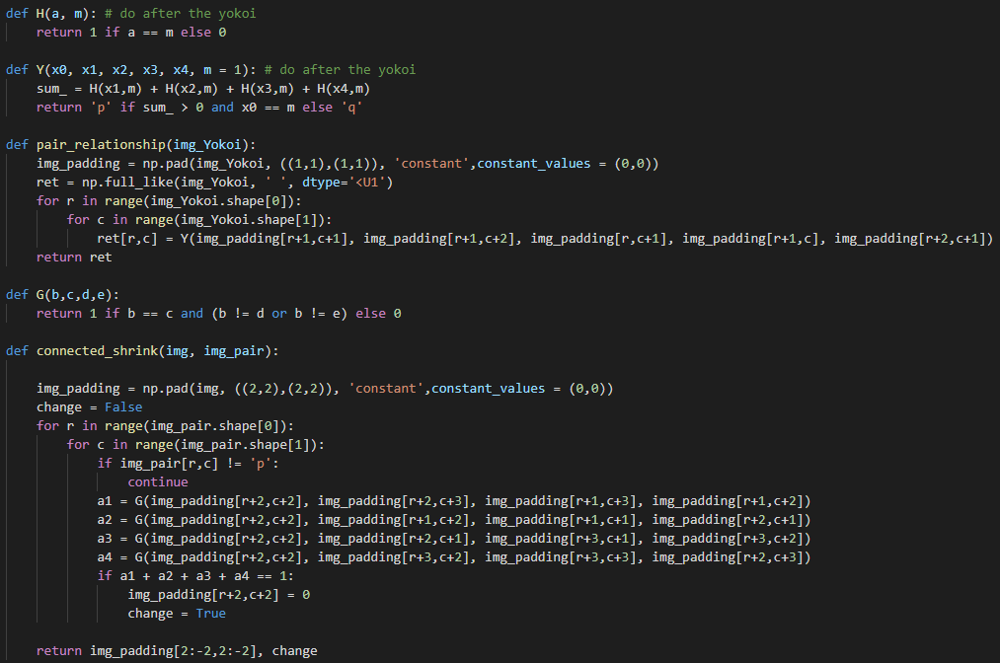 def H(a, m): # do after the yokoi
    return 1 if a == m else 0
def Y(x0, x1, x2, x3, x4, m = 1): # do after the yokoi
    sum_ = H(x1,m) + H(x2,m) + H(x3,m) + H(x4,m)
    return 'p' if sum_ > 0 and x0 == m else 'q'
def pair_relationship(img_Yokoi):
    img_padding = np.pad(img_Yokoi, ((1,1),(1,1)), 'constant',constant_values = (0,0))
    ret = np.full_like(img_Yokoi, ' ', dtype='<U1')
    for r in range(img_Yokoi.shape[0]):
        for c in range(img_Yokoi.shape[1]):
            ret[r,c] = Y(img_padding[r+1,c+1], img_padding[r+1,c+2], img_padding[r,c+1], img_padding[r+1,c], img_padding[r+2,c+1])
    return ret
def G(b,c,d,e):
    return 1 if b == c and (b != d or b != e) else 0
def connected_shrink(img, img_pair):
    img_padding = np.pad(img, ((2,2),(2,2)), 'constant',constant_values = (0,0))
    change = False
    for r in range(img_pair.shape[0]):
        for c in range(img_pair.shape[1]):
            if img_pair[r,c] != 'p':
                continue
            a1 = G(img_padding[r+2,c+2], img_padding[r+2,c+3], img_padding[r+1,c+3], img_padding[r+1,c+2])
            a2 = G(img_padding[r+2,c+2], img_padding[r+1,c+2], img_padding[r+1,c+1], img_padding[r+2,c+1])
            a3 = G(img_padding[r+2,c+2], img_padding[r+2,c+1], img_padding[r+3,c+1], img_padding[r+3,c+2])
            a4 = G(img_padding[r+2,c+2], img_padding[r+3,c+2], img_padding[r+3,c+3], img_padding[r+2,c+3])
            if a1 + a2 + a3 + a4 == 1:
                img_padding[r+2,c+2] = 0
                change = True
    return img_padding[2:-2,2:-2], change